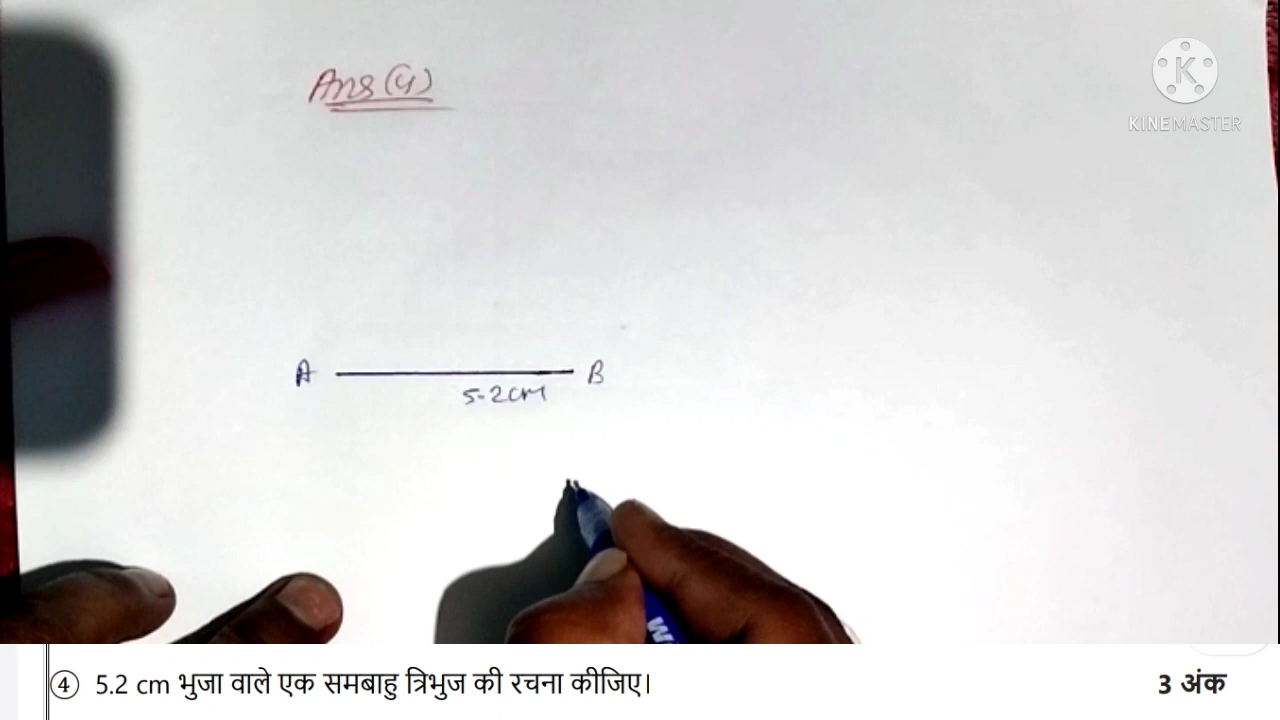 Ans (4)
KINEMASTER
A B
5.2cm
④ 5.2 cm भुजा वाले एक समबाहु त्रिभुज की रचना कीजिए। 3 अंक